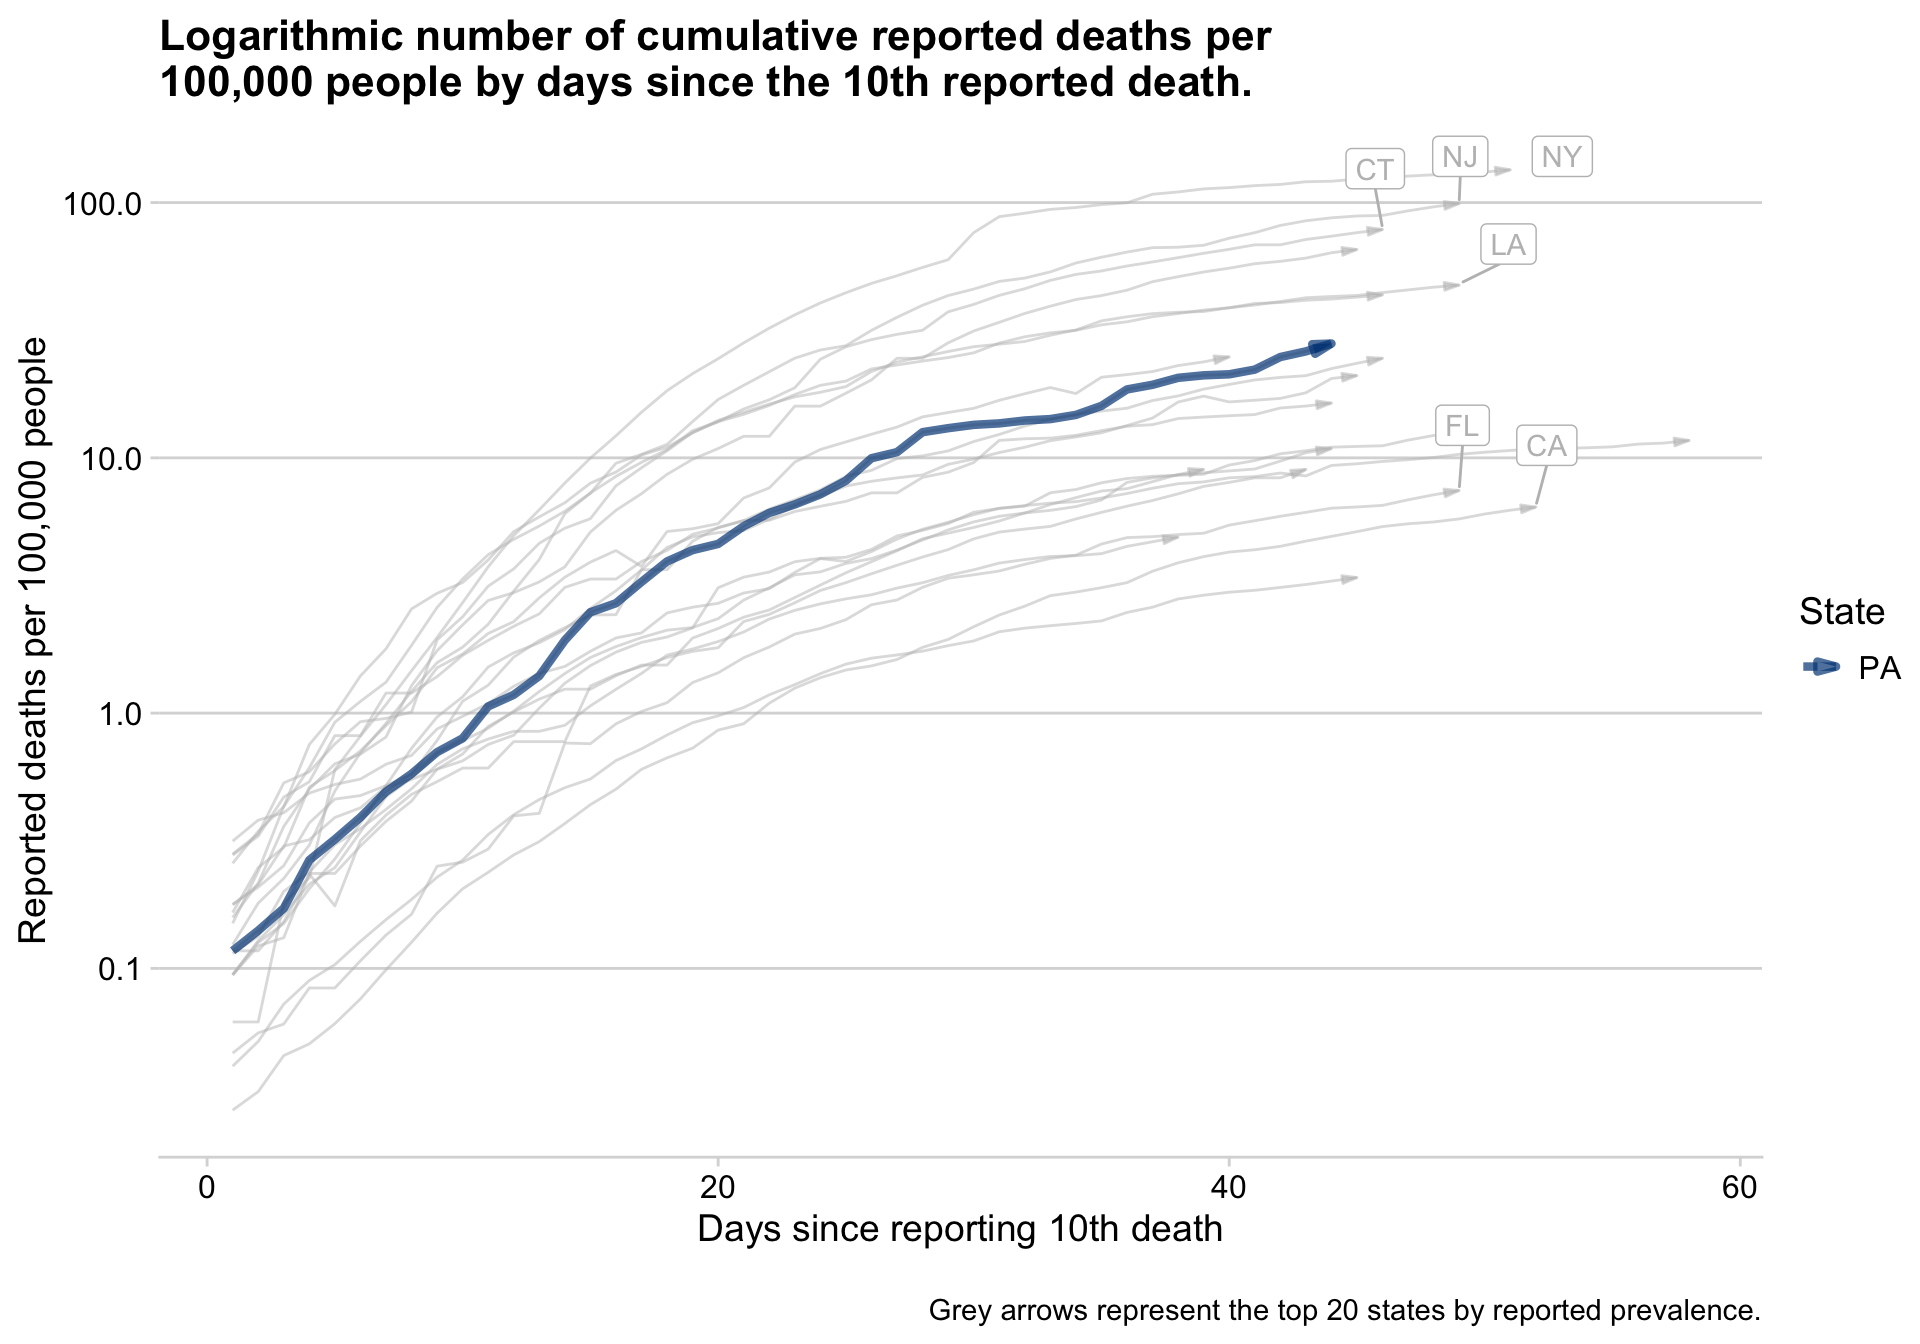 Logarithmic number of cumulative reported deaths per
100,000 people by days since the 10th reported death.
CT
NJ
NY
100.0
LA
Reported deaths per 100,000 people
FL
CA
10.0
State
PA
1.0
0.1
0
20
40
60
Days since reporting 10th death
Grey arrows represent the top 20 states by reported prevalence.